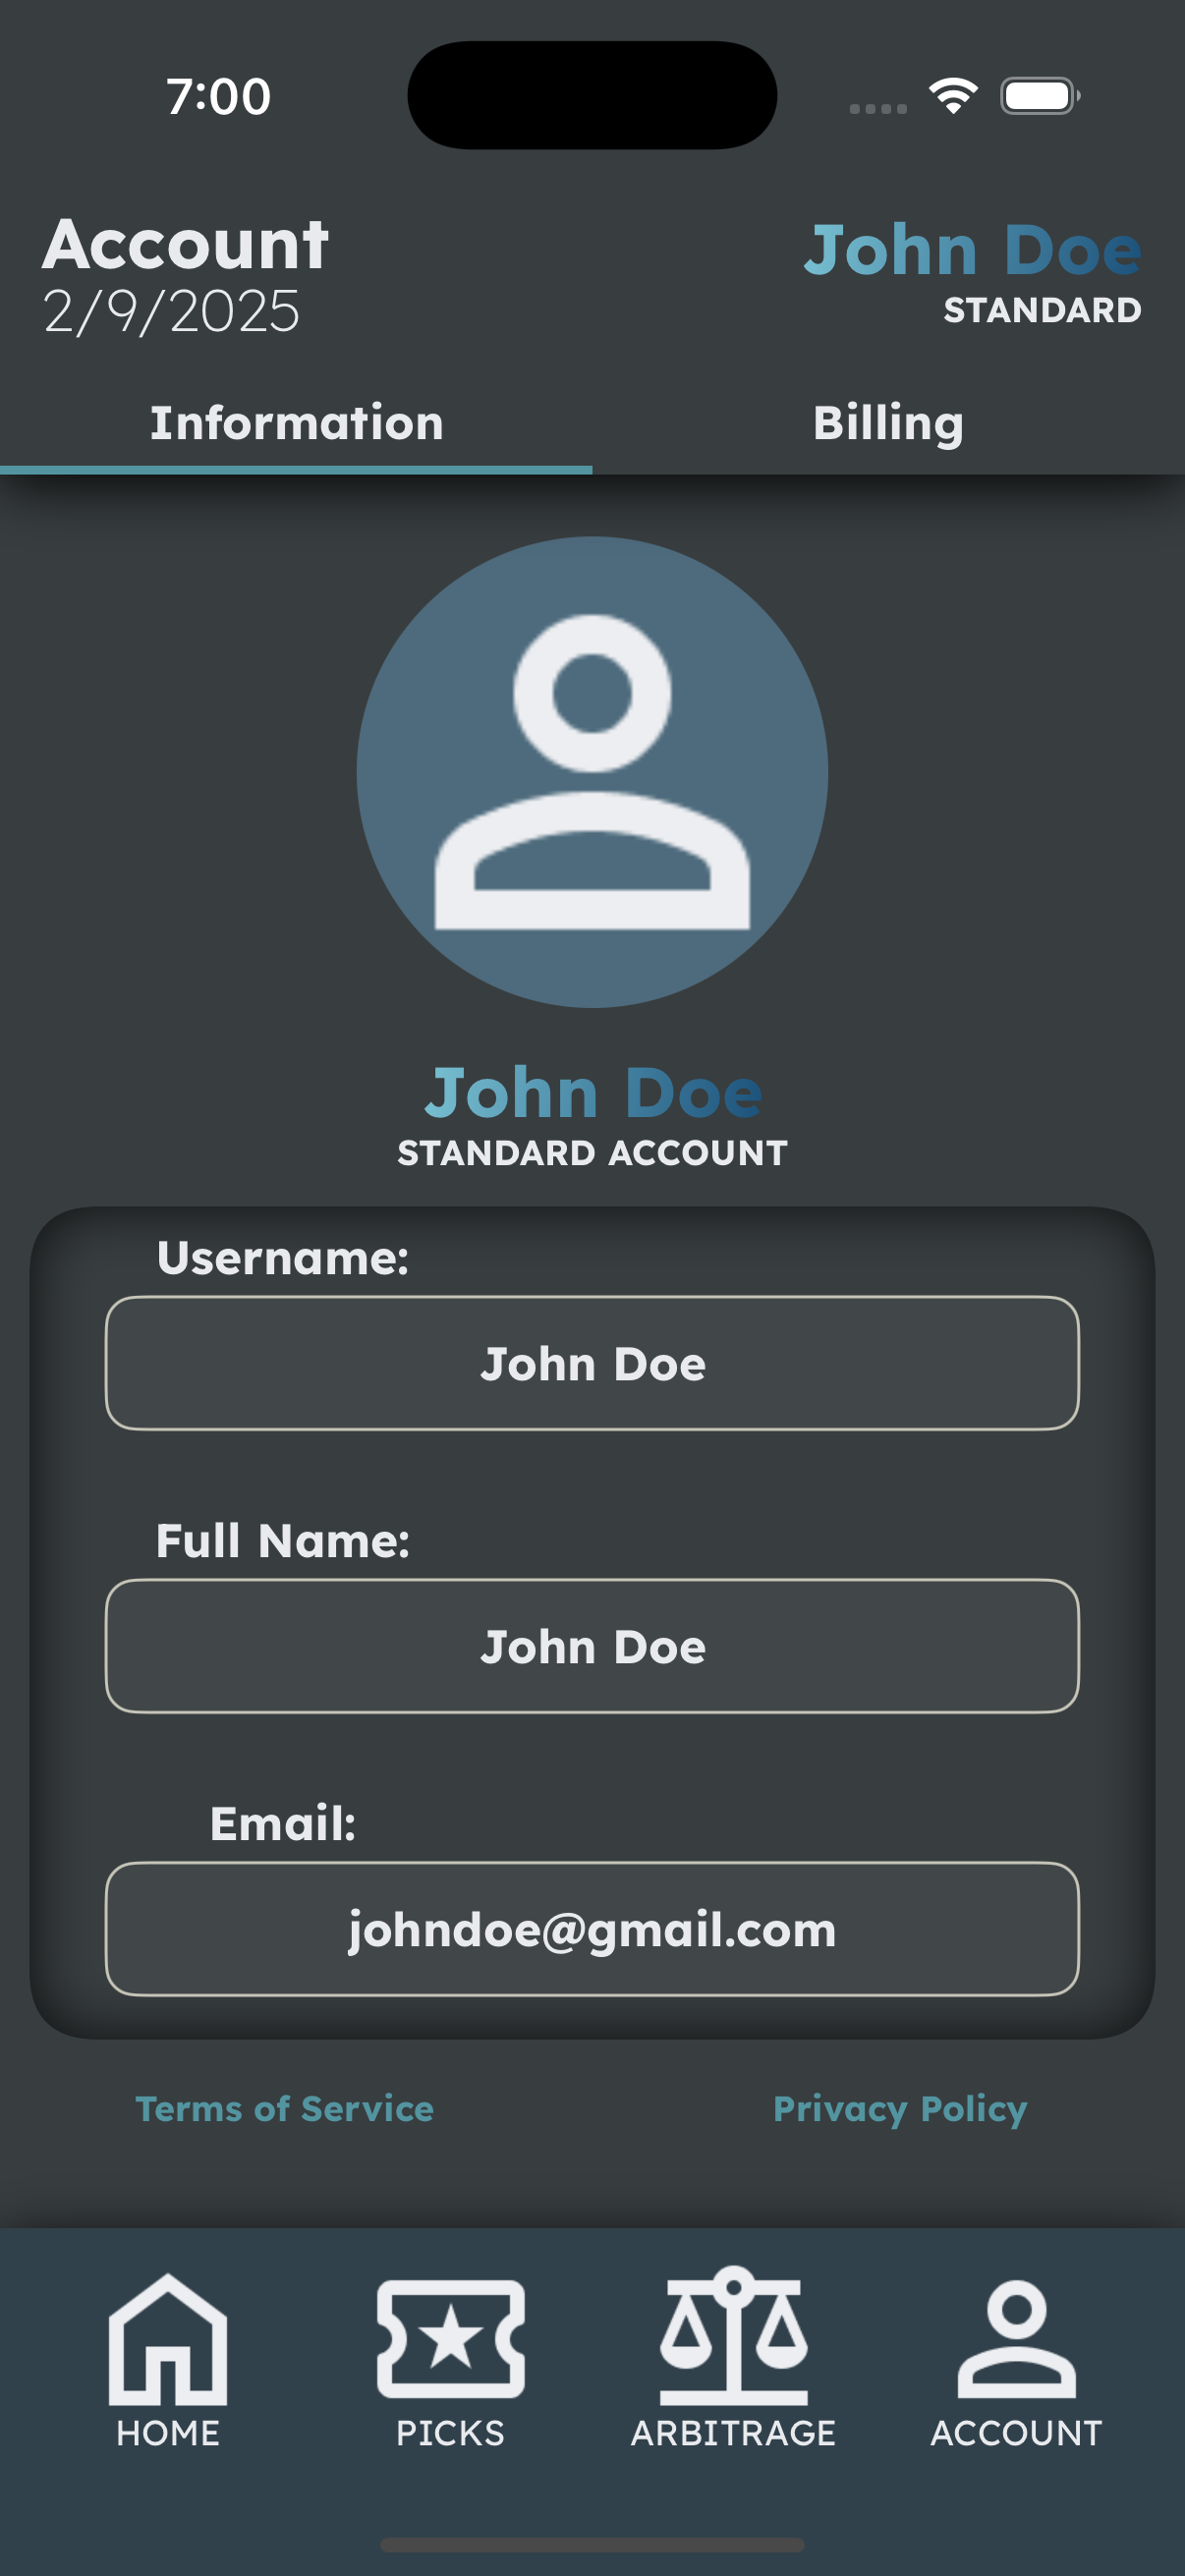 7:00
Account
John Doe
2/9/2025
STANDARD
Information
Billing
John Doe
STANDARD ACCOUNT
Username:
John Doe
Full Name:
John Doe
Email:
johndoe@gmail.com
Terms of Service
Privacy Policy
HOME
PICKS
ARBITRAGE
ACCOUNT